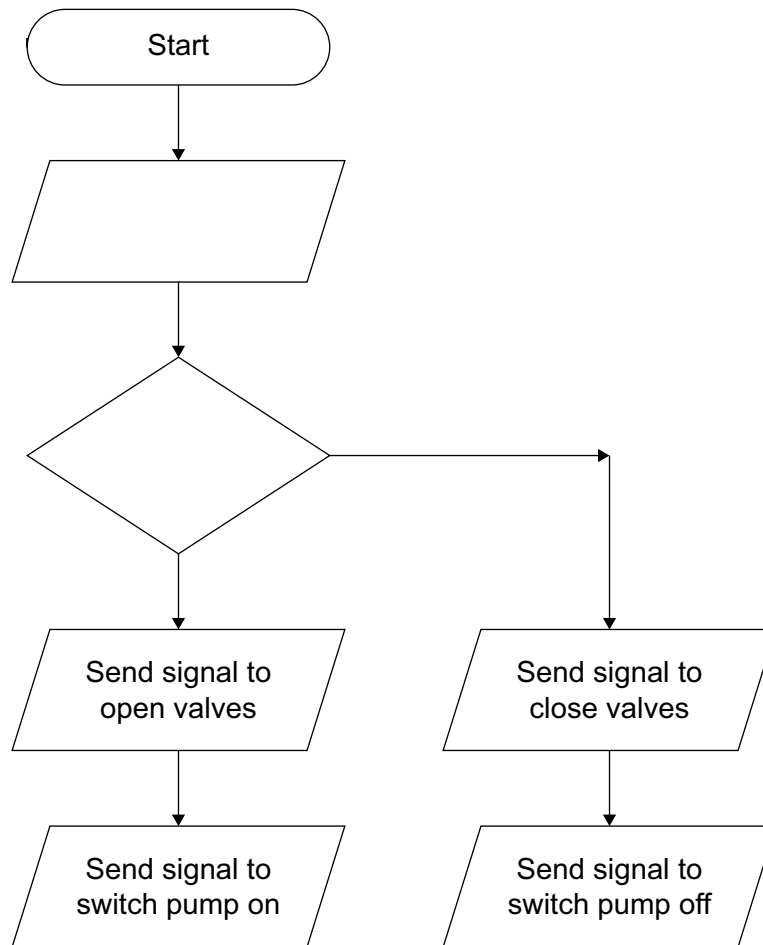 Start
Send signal to
open valves
Send signal to
close valves
Send signal to
switch pump on
Send signal to
switch pump off